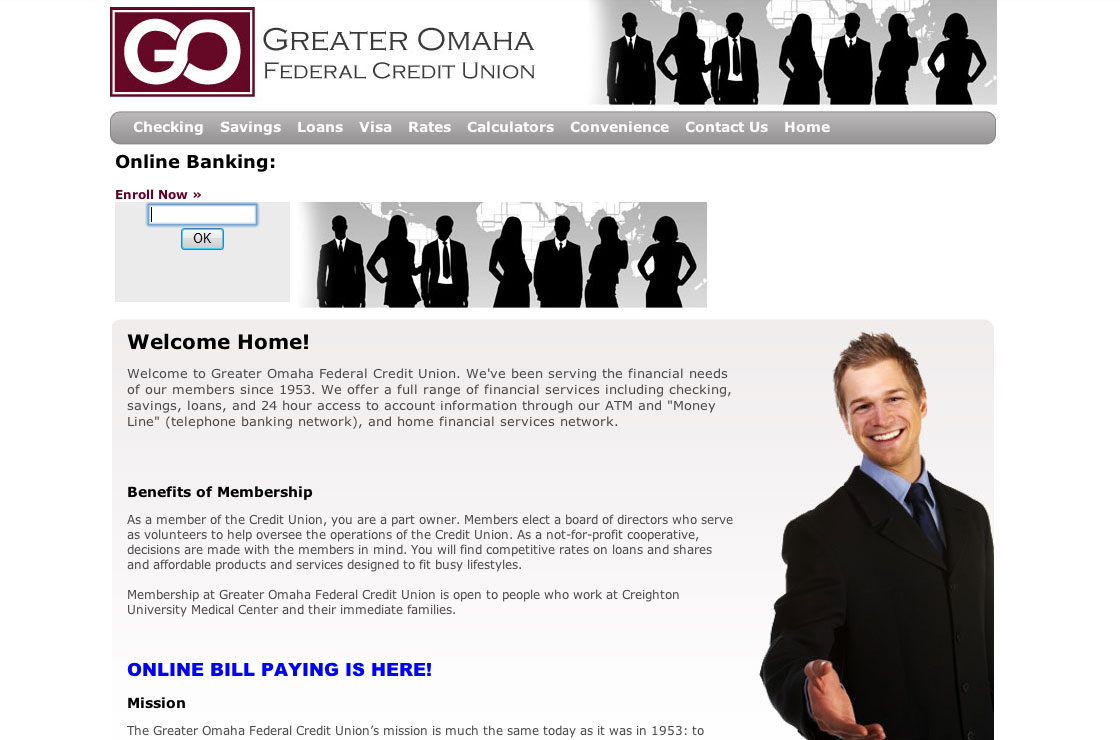 GO
GREATER OMAHA
FEDERAL CREDIT UNION
Checking Savings Loans Visa Rates Calculators Convenience Contact Us Home
Online Banking:
Enroll Now »
OK
Welcome Home!
Welcome to Greater Omaha Federal Credit Union. We've been serving the financial needs
of our members since 1953. We offer a full range of financial services including checking,
savings, loans, and 24 hour access to account information through our ATM and "Money
Line" (telephone banking network), and home financial services network.
Benefits of Membership
As a member of the Credit Union, you are a part owner. Members elect a board of directors who serve
as volunteers to help oversee the operations of the Credit Union. As a not-for-profit cooperative,
decisions are made with the members in mind. You will find competitive rates on loans and shares
and affordable products and services designed to fit busy lifestyles.
Membership at Greater Omaha Federal Credit Union is open to people who work at Creighton
University Medical Center and their immediate families.
ONLINE BILL PAYING IS HERE!
Mission
The Greater Omaha Federal Credit Union’s mission is much the same today as it was in 1953: to